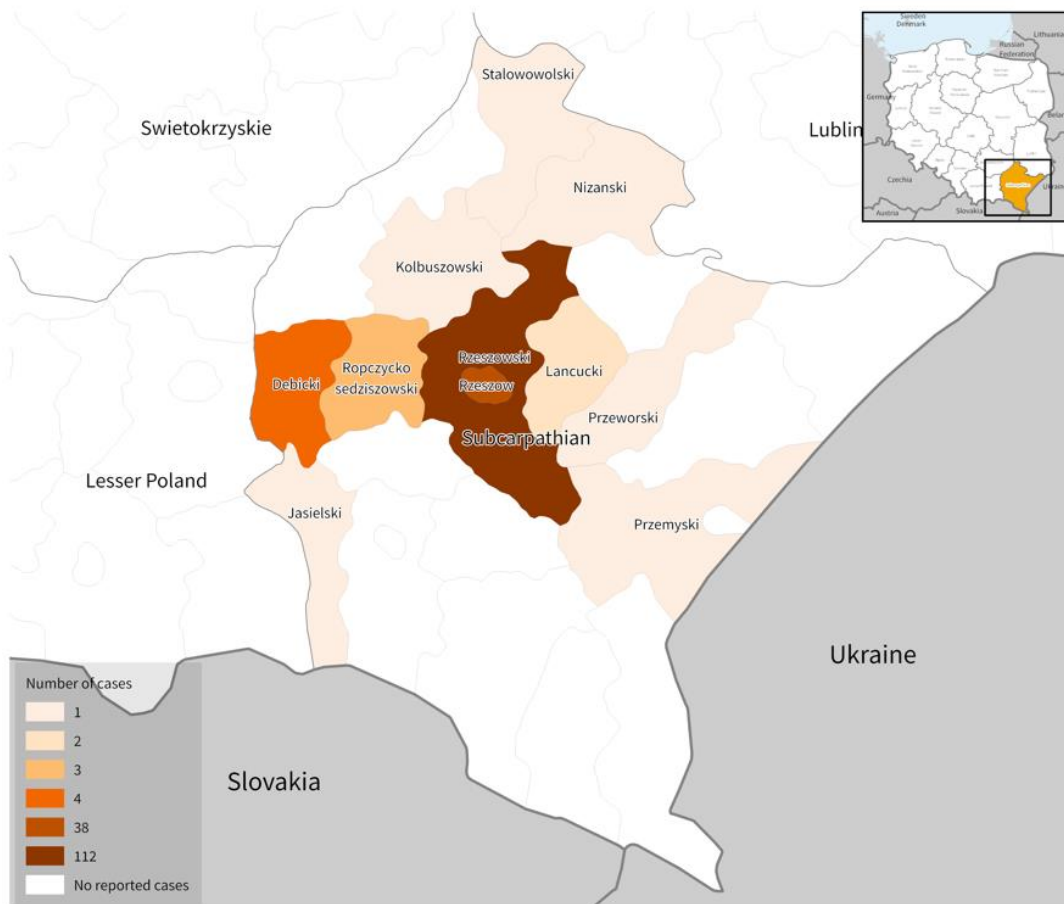 Stalowowolski
Swietokrzyskie
Lublin
Nizanski
Kolbuszowski
Rzeszowski
Ropczycko
sedziszowski
Debicki
Rzeszow
Lancucki
Przeworski
Subcarpathian
Lesser Poland
Jasielski
Przemyski
Ukraine
Slovakia
Number of cases
1
2
3
4
38
112
No reported cases
Sweden
Denmark
Lithuania
Russian
Federation
Germany
Czechia
Slovakia
Austria